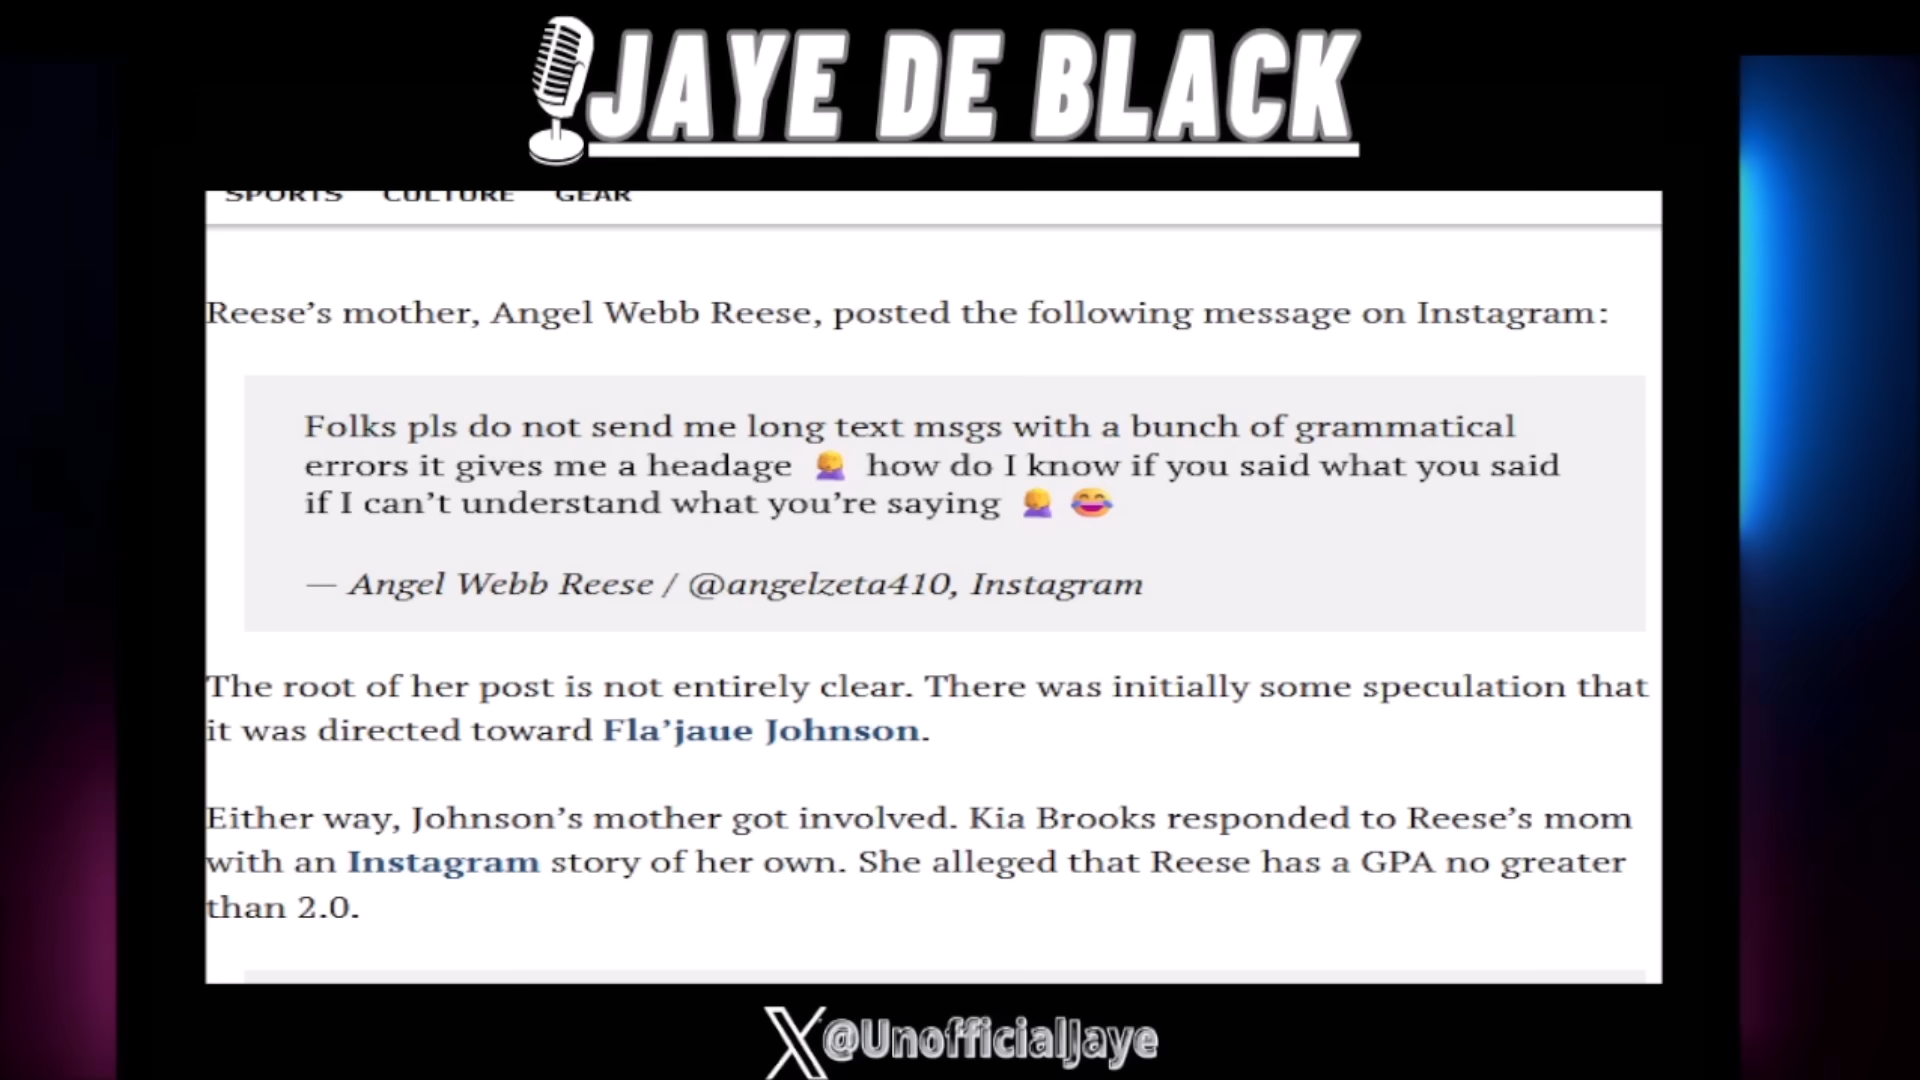 JAYE DE BLACK
SPORTS CULTURE GEAR
Reese’s mother, Angel Webb Reese, posted the following message on Instagram:
Folks pls do not send me long text msgs with a bunch of grammatical
errors it gives me a headage 🤦 how do I know if you said what you said
if I can’t understand what you’re saying 🤦 😂
— Angel Webb Reese / @angelzeta410, Instagram
The root of her post is not entirely clear. There was initially some speculation that
it was directed toward Fla’jaue Johnson.
Either way, Johnson’s mother got involved. Kia Brooks responded to Reese’s mom
with an Instagram story of her own. She alleged that Reese has a GPA no greater
than 2.0.
X@UnofficialJaye